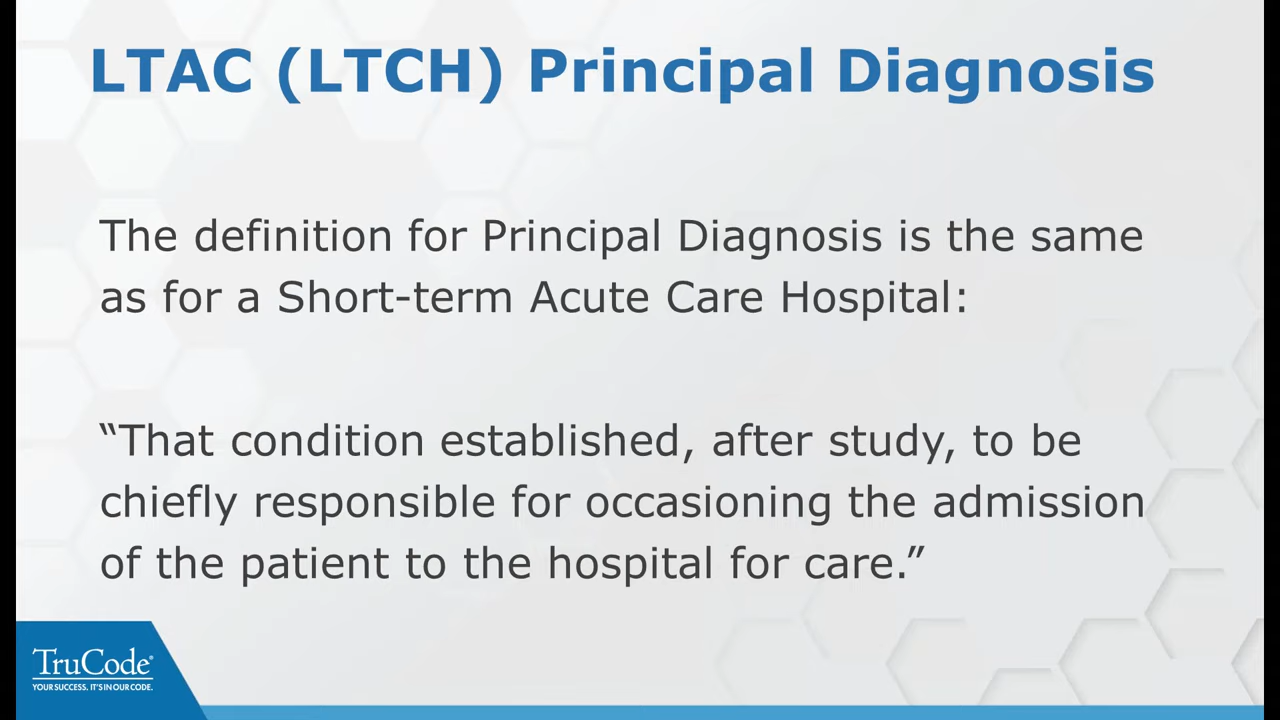 LTAC (LTCH) Principal Diagnosis
The definition for Principal Diagnosis is the same
as for a Short-term Acute Care Hospital:
“That condition established, after study, to be
chiefly responsible for occasioning the admission
of the patient to the hospital for care.”
TruCode®
YOUR SUCCESS. IT'S IN OUR CODE.